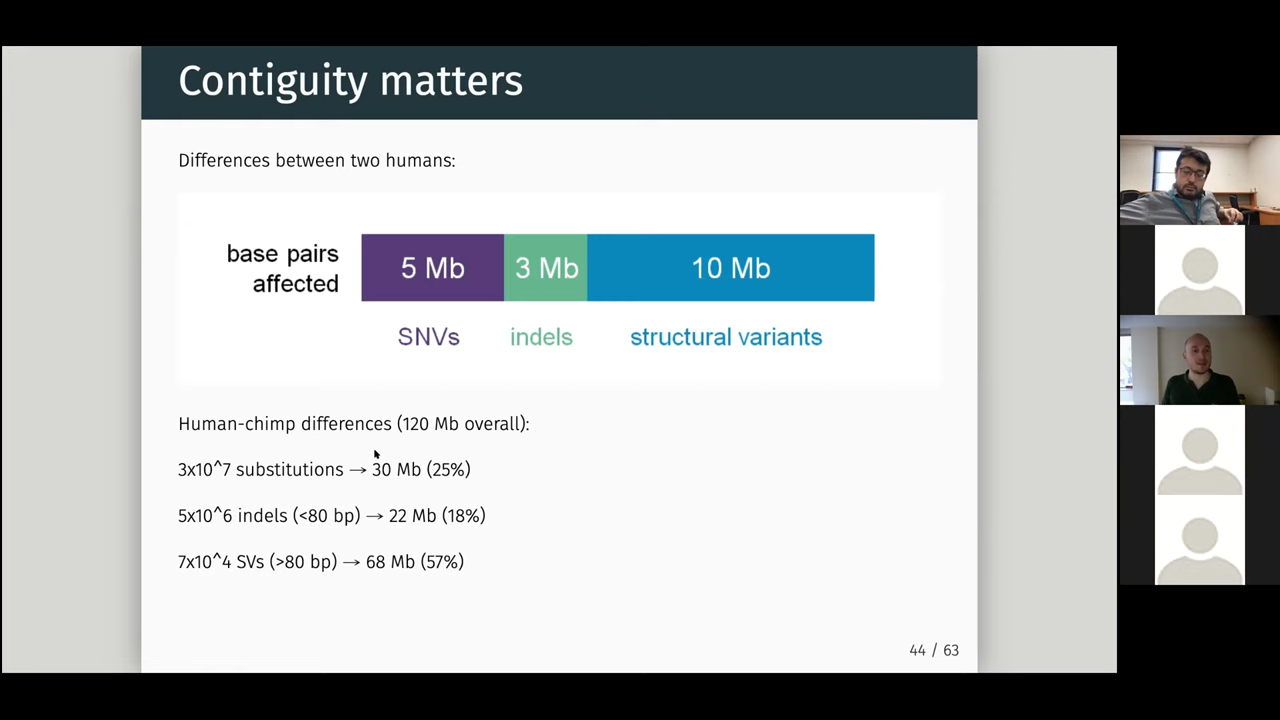 Contiguity matters
Differences between two humans:
base pairs
affected
5 Mb
3 Mb
10 Mb
SNVs
indels
structural variants
Human-chimp differences (120 Mb overall):
3x10^7 substitutions → 30 Mb (25%)
5x10^6 indels (<80 bp) → 22 Mb (18%)
7x10^4 SVs (>80 bp) → 68 Mb (57%)
44 / 63